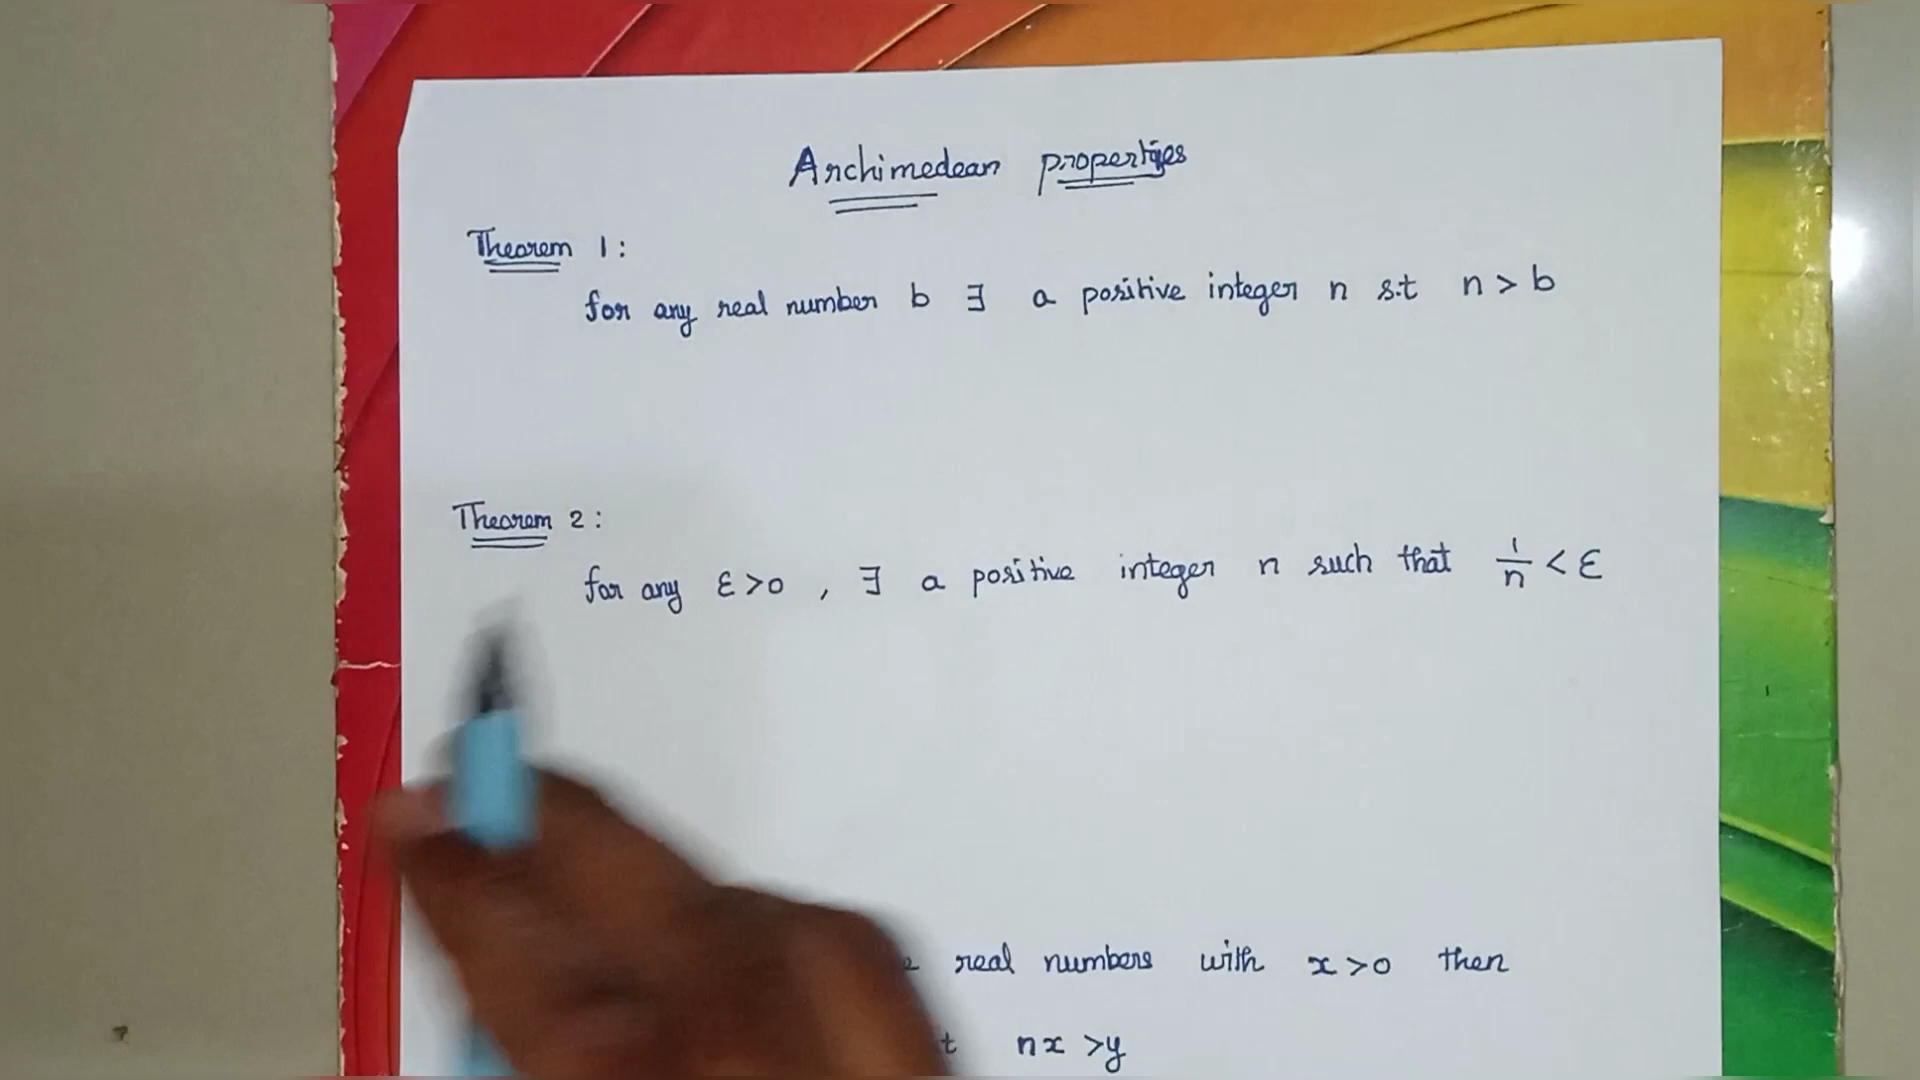 Archimedean properties
Theorem 1:
for any real number b ∃ a positive integer n s.t n > b
Theorem 2:
for any ε>0 , ∃ a positive integer n such that 1/n < ε
real numbers with x>0 then
nx >y